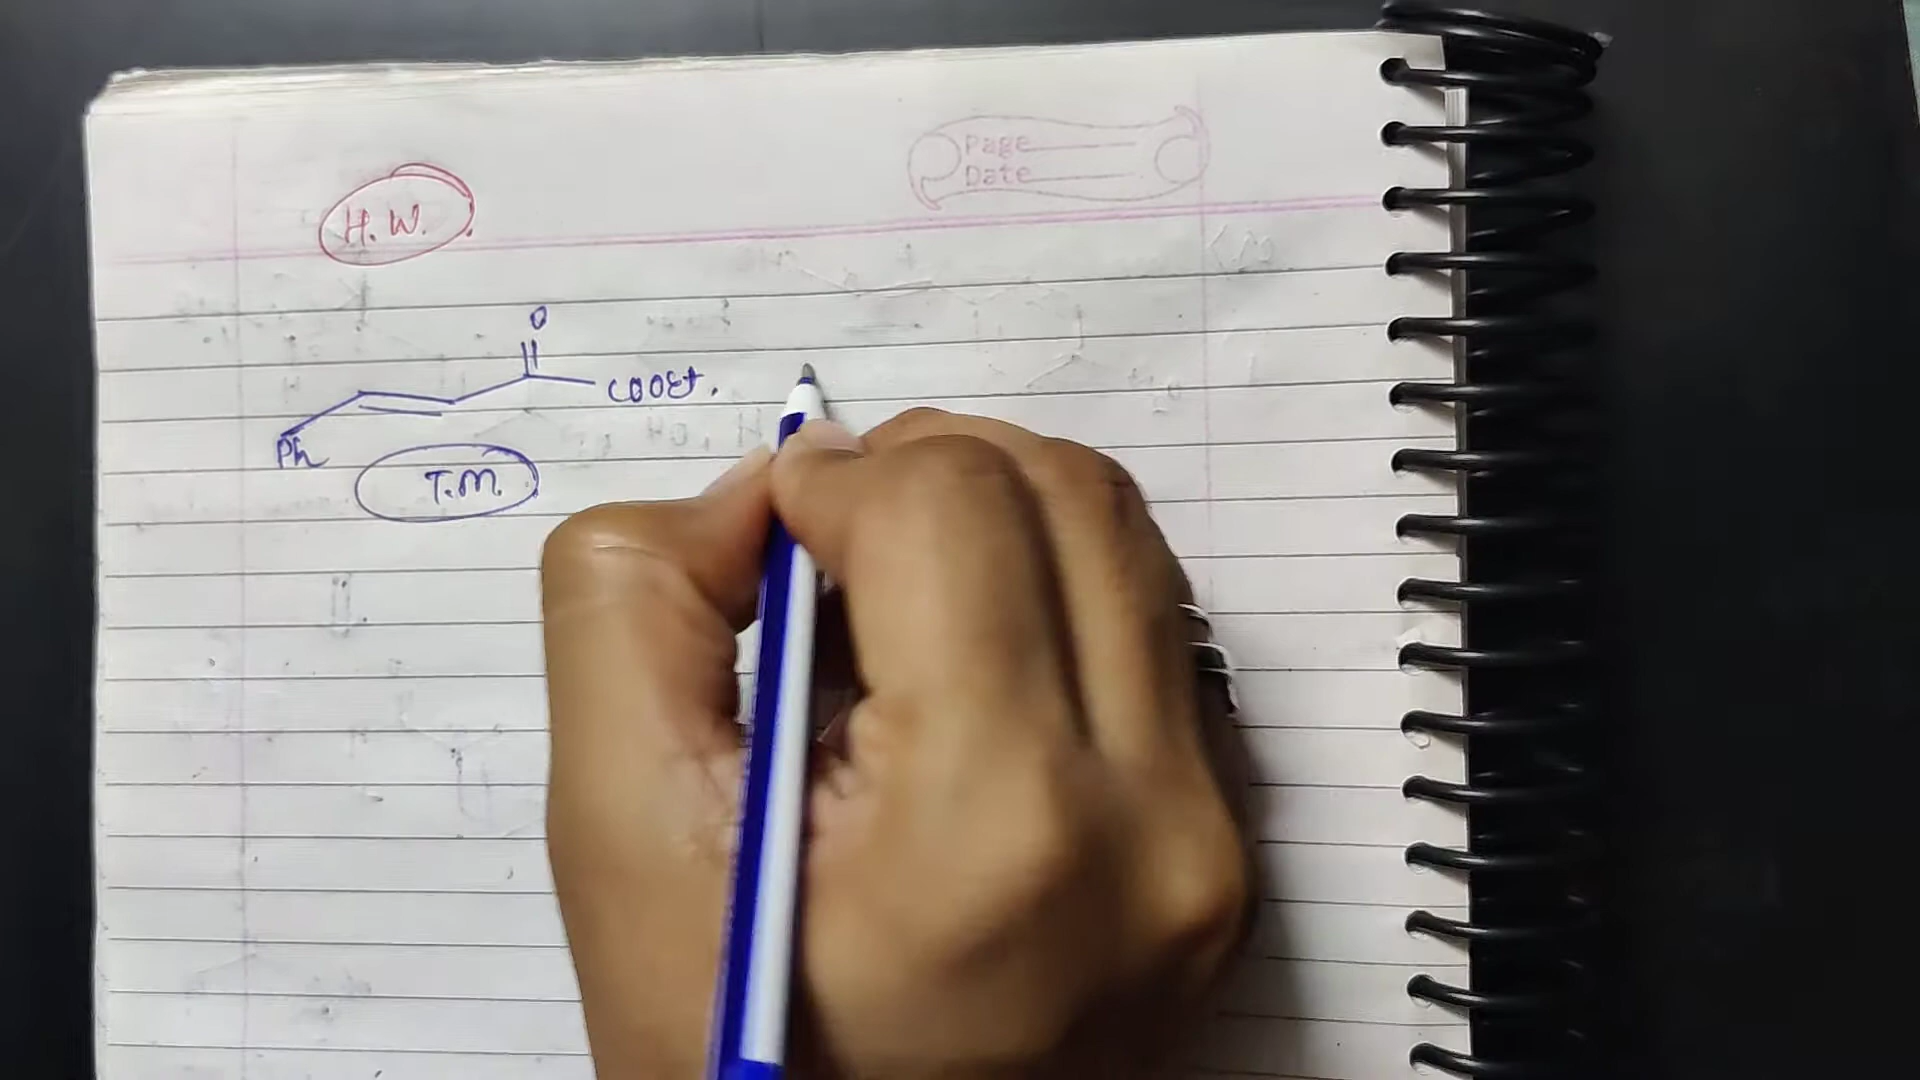 Page
Date
H.W.
O
COOEt.
Ph
T.M.